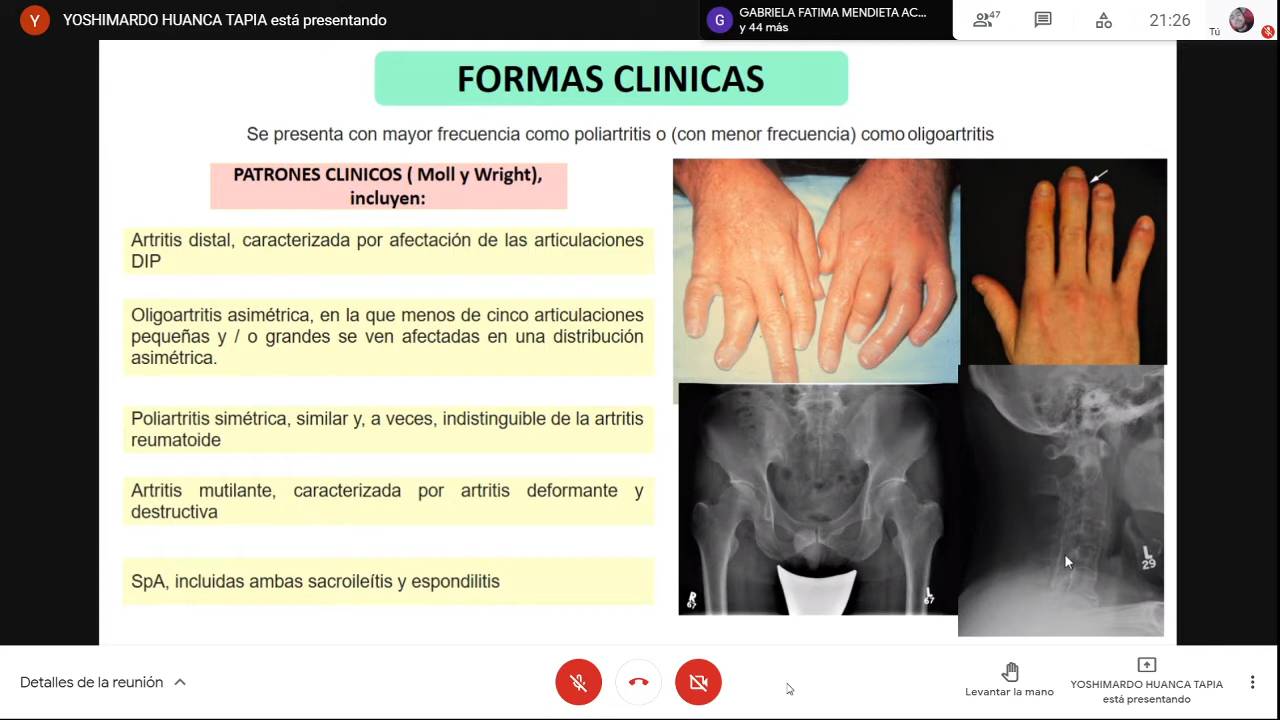 Y YOSHIMARDO HUANCA TAPIA está presentando
G GABRIELA FATIMA MENDIETA AC...
y 44 más
47
21:26
Tú
FORMAS CLINICAS
Se presenta con mayor frecuencia como poliartritis o (con menor frecuencia) como oligoartritis
PATRONES CLINICOS ( Moll y Wright),
incluyen:
Artritis distal, caracterizada por afectación de las articulaciones
DIP
Oligoartritis asimétrica, en la que menos de cinco articulaciones
pequeñas y / o grandes se ven afectadas en una distribución
asimétrica.
Poliartritis simétrica, similar y, a veces, indistinguible de la artritis
reumatoide
Artritis mutilante, caracterizada por artritis deformante y
destructiva
SpA, incluidas ambas sacroileítis y espondilitis
R
67
L
67
L
29
Detalles de la reunión
Levantar la mano
YOSHIMARDO HUANCA TAPIA
está presentando